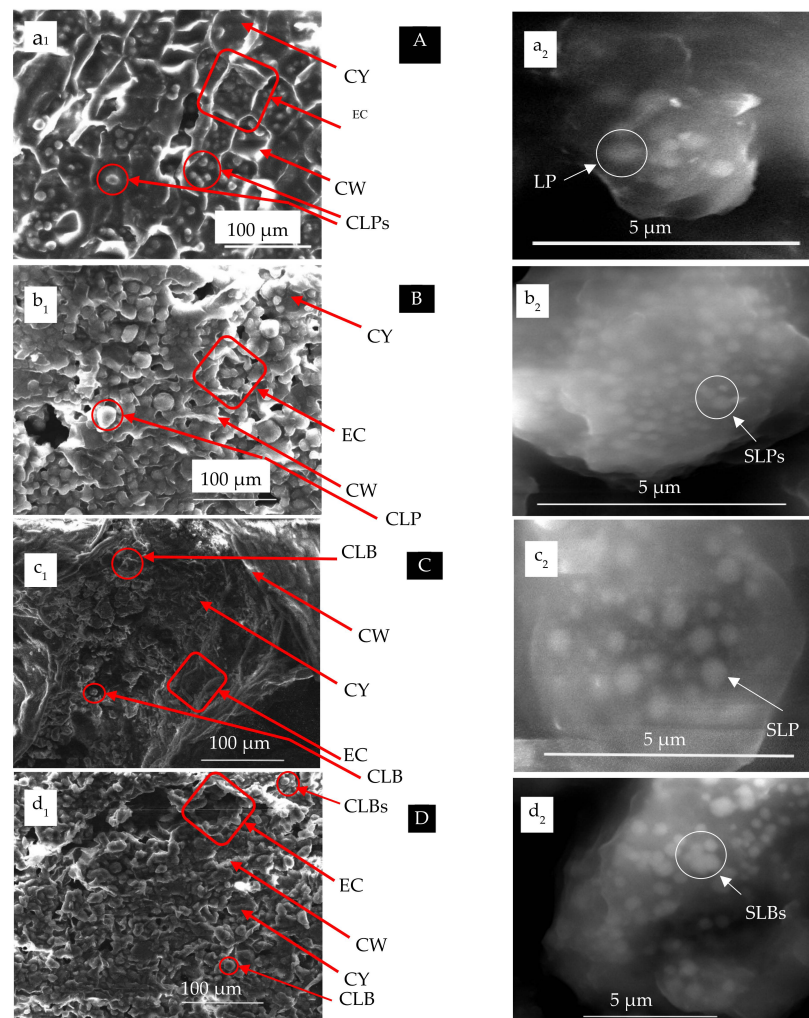 a1
A
CY
EC
CW
CLPs
100 μm
a2
LP
5 μm
b1
B
CY
EC
CW
CLP
100 μm
b2
SLPs
5 μm
c1
CLB
C
CW
CY
EC
CLB
100 μm
c2
SLP
5 μm
d1
CLBs
D
EC
CW
CY
CLB
100 μm
d2
SLBs
5 μm